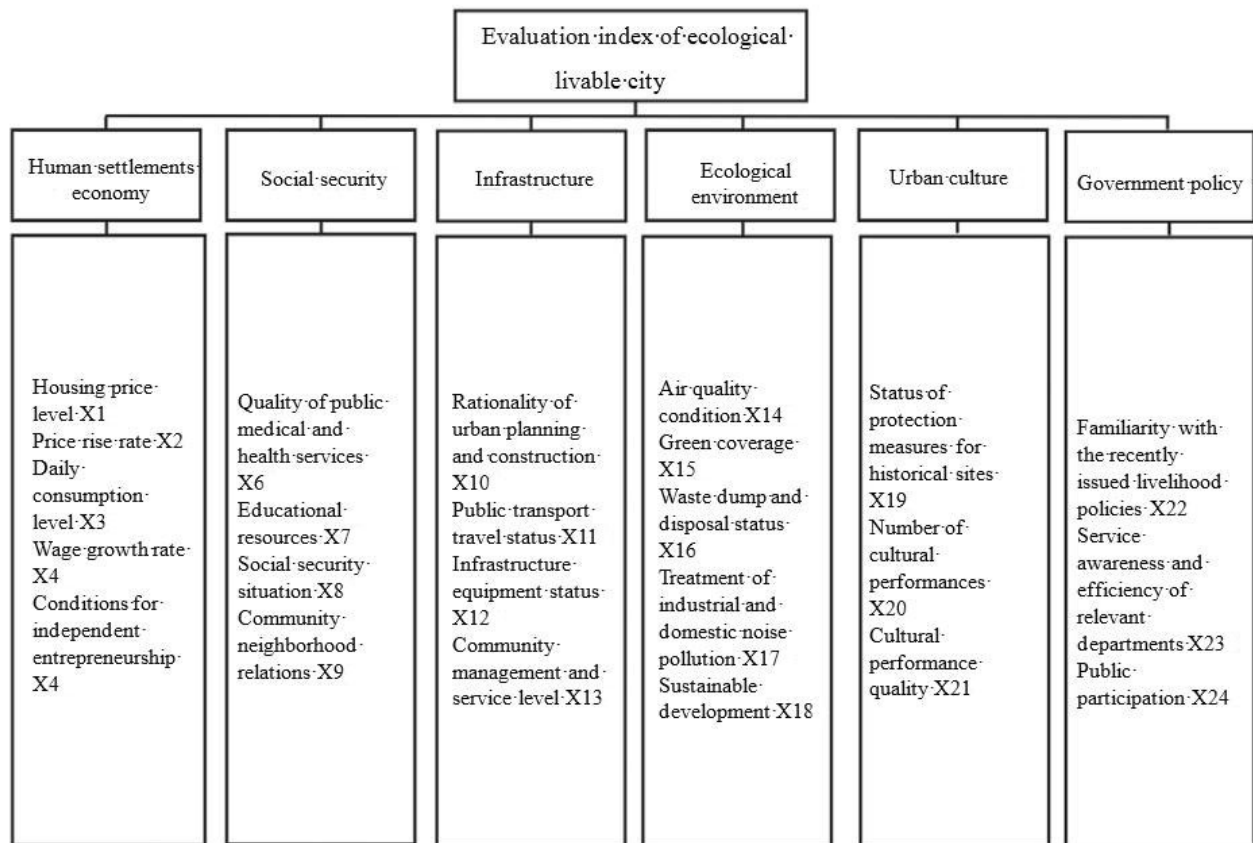 Evaluation·index·of·ecological·
livable·city
Human·settlements·
economy
Social·security
Infrastructure
Ecological
environment
Urban·culture
Government·policy
Housing·price·
level·X1
Price·rise·rate·X2
Daily
consumption·
level·X3
Wage·growth·rate·
X4
Conditions·for·
independent·
entrepreneurship·
X4
Quality·of·public·
medical·and·
health·services·
X6
Educational·
resources·X7
Social·security·
situation·X8
Community·
neighborhood·
relations·X9
Rationality·of·
urban·planning·
and·construction·
X10
Public·transport·
travel·status·X11
Infrastructure·
equipment·status·
X12
Community·
management·and·
service·level·X13
Air·quality·
condition·X14
Green·coverage·
X15
Waste·dump·and·
disposal·status·
X16
Treatment·of·
industrial·and·
domestic·noise·
pollution·X17
Sustainable·
development·X18
Status·of·
protection·
measures·for·
historical·sites·
X19
Number·of·
cultural·
performances·
X20
Cultural·
performance·
quality·X21
Familiarity·with·
the·recently·
issued·livelihood·
policies·X22
Service·
awareness·and·
efficiency·of·
relevant·
departments·X23
Public·
participation·X24